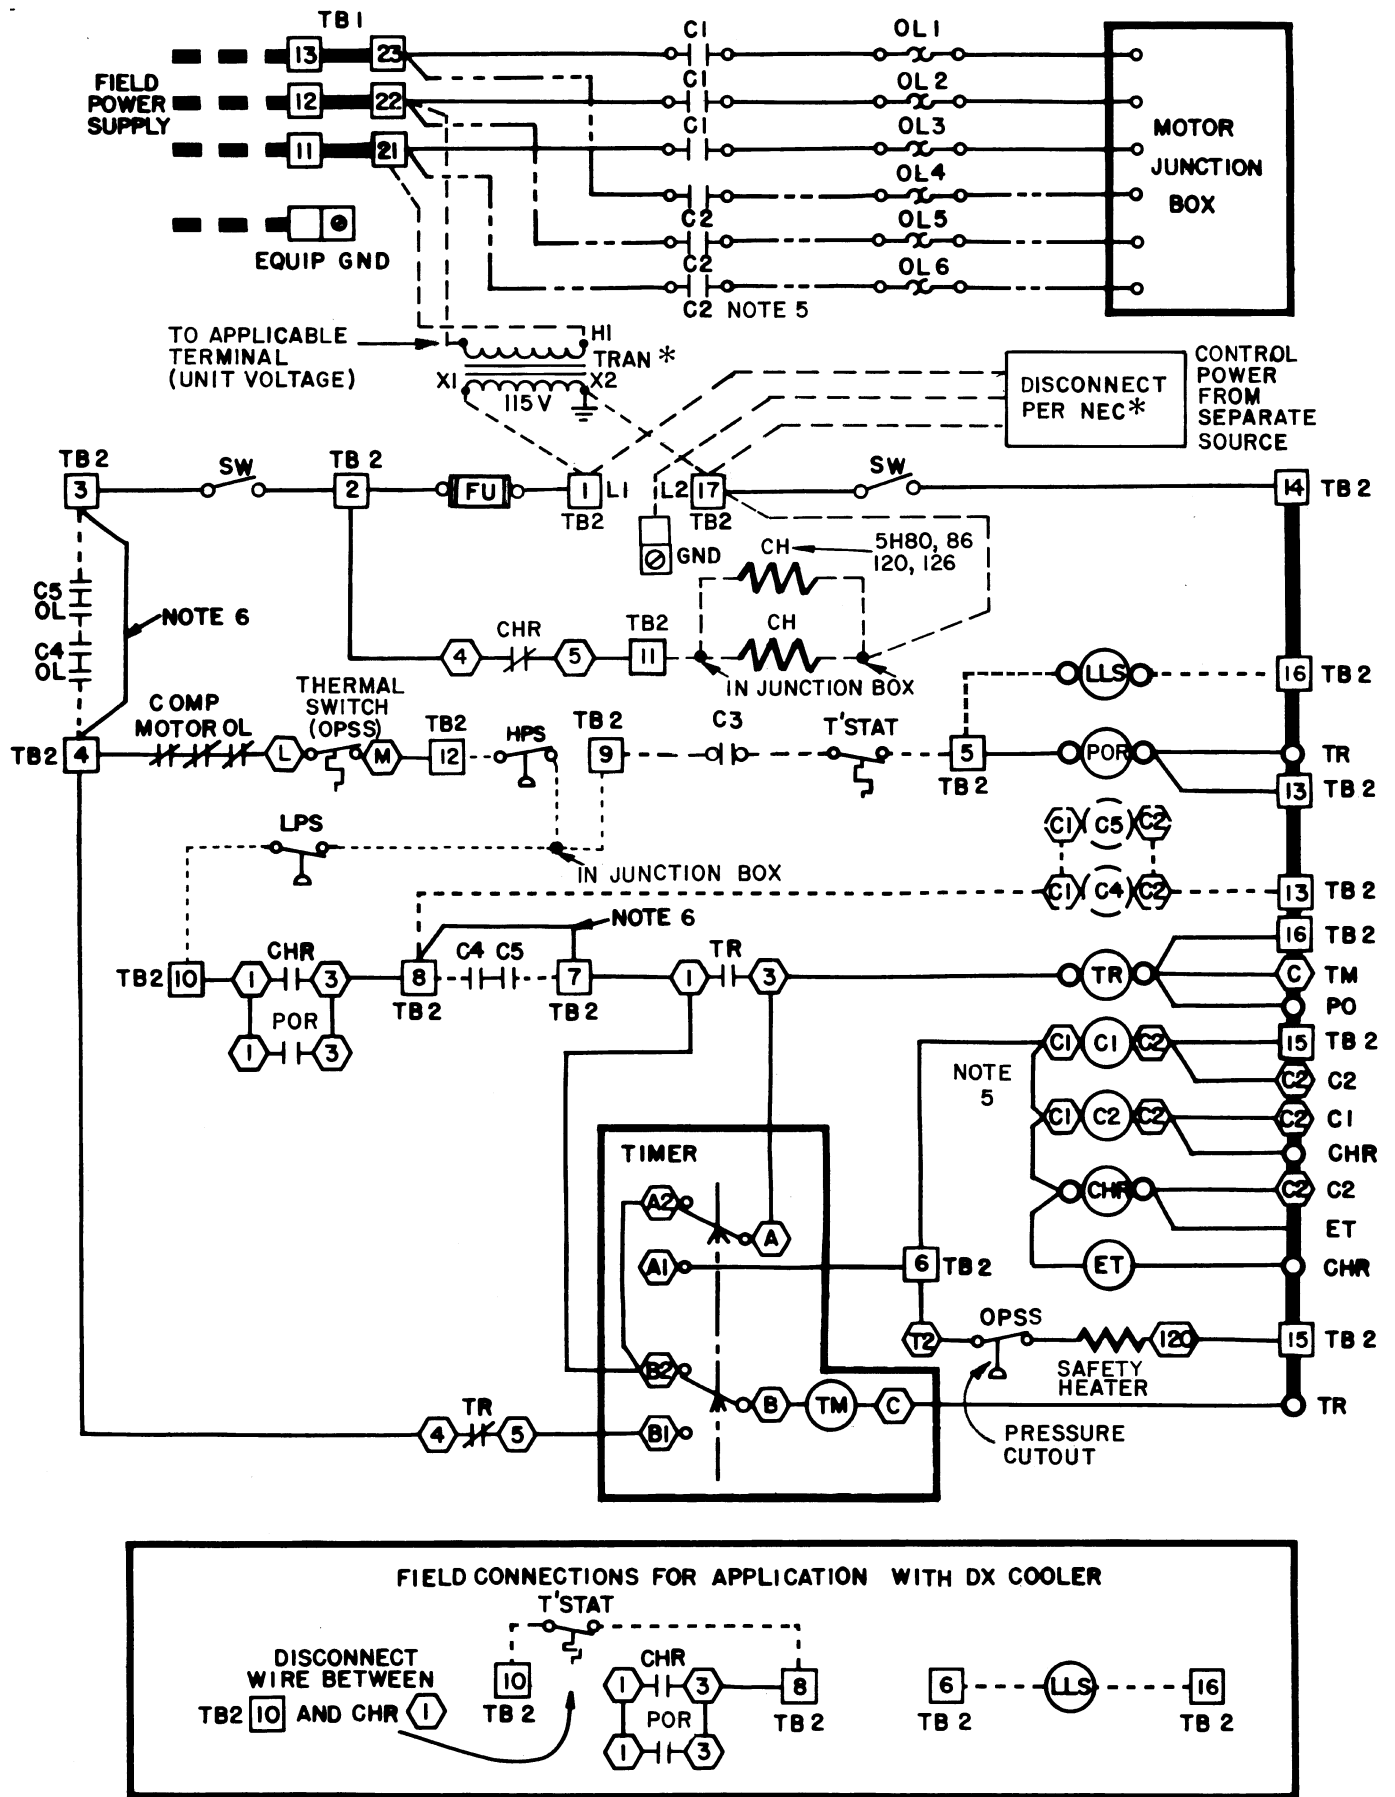 TB1
13 23
C1 OL1
FIELD
POWER
SUPPLY
12 22
C1 OL2
11 21
C1 OL3
OL4
C2 OL5
C2 OL6
C2 NOTE 5
MOTOR
JUNCTION
BOX
EQUIP GND
TO APPLICABLE
TERMINAL
(UNIT VOLTAGE)
H1
TRAN *
X1 X2
115V
DISCONNECT
PER NEC*
CONTROL
POWER
FROM
SEPARATE
SOURCE
TB2 SW TB2 SW
3 2 FU 1 L1 L2 17 14 TB2
TB2 TB2
GND
CH 5H80, 86
120, 126
C5
OL
C4
OL
NOTE 6
CHR TB2 CH
4 5 11
IN JUNCTION BOX
LLS 16 TB2
COMP
MOTOR OL
THERMAL
SWITCH
(OPSS)
TB2 HPS TB2 C3 T'STAT
TB2 4 L M 12 9 5 POR TR
TB2 13 TB2
LPS
IN JUNCTION BOX
C1 C5 C2
C1 C4 C2 13 TB2
NOTE 6
16 TB2
CHR C4 C5 TR
TB2 10 1 3 8 7 1 3 TR C TM
TB2 TB2
PO
POR
1 3
NOTE
5
C1 C1 C2 15 TB2
C2 C2
C1 C2 C2 C2 C1
CHR
CHR C2 C2
ET
ET CHR
TIMER
A2 A
A1 6 TB2
T2 OPSS 120 15 TB2
SAFETY
HEATER
B2 B TM C TR
TR
4 5 B1
PRESSURE
CUTOUT
FIELD CONNECTIONS FOR APPLICATION WITH DX COOLER
T'STAT
DISCONNECT
WIRE BETWEEN
TB2 10 AND CHR 1
10
TB2
CHR
1 3 8
TB2
POR
1 3
6 LLS 16
TB2 TB2